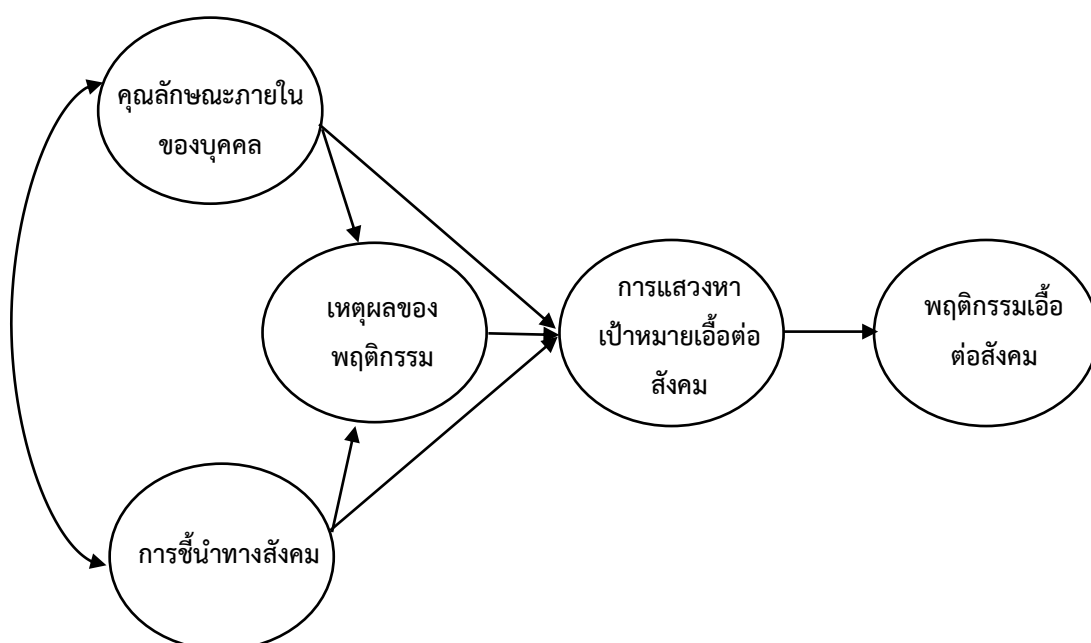 คุณลักษณะภายใน
ของบุคคล
เหตุผลของ
พฤติกรรม
การแสวงหา
เป้าหมายเอื้อต่อ
สังคม
พฤติกรรมเอื้อ
ต่อสังคม
การชี้นำทางสังคม